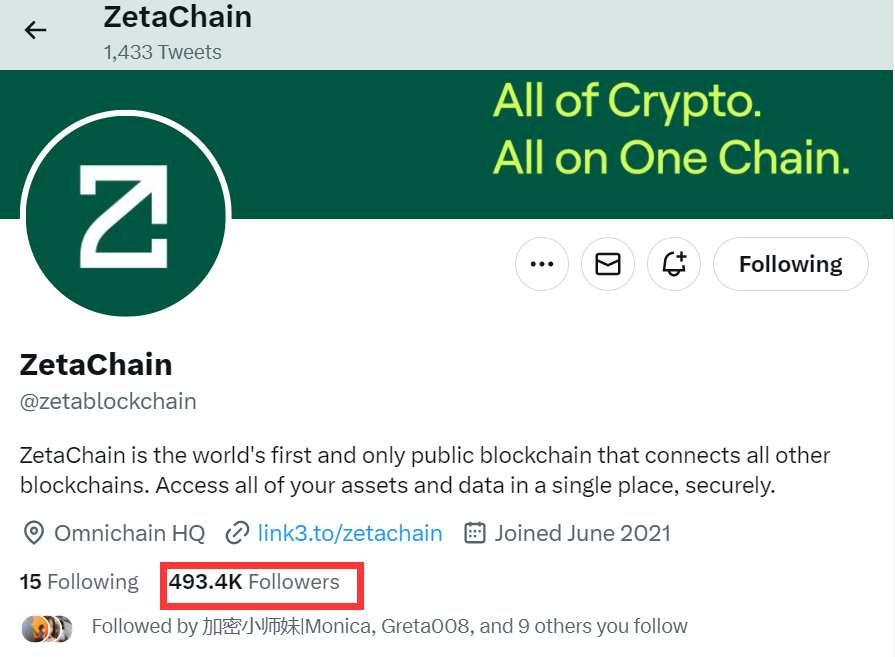 ZetaChain
1,433 Tweets
All of Crypto.
All on One Chain.
Following
ZetaChain
@zetablockchain
ZetaChain is the world's first and only public blockchain that connects all other
blockchains. Access all of your assets and data in a single place, securely.
Omnichain HQ link3.to/zetachain Joined June 2021
15 Following 493.4K Followers
Followed by 加密小师妹|Monica, Greta008, and 9 others you follow